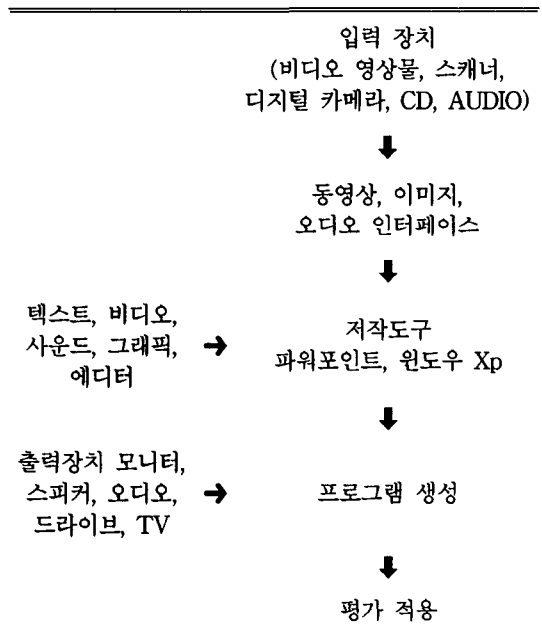 입력 장치
(비디오 영상물, 스캐너,
디지털 카메라, CD, AUDIO)
동영상, 이미지,
오디오 인터페이스
텍스트, 비디오,
사운드, 그래픽,
에디터
저작도구
파워포인트, 윈도우 Xp
출력장치 모니터,
스피커, 오디오,
드라이브, TV
프로그램 생성
평가 적용